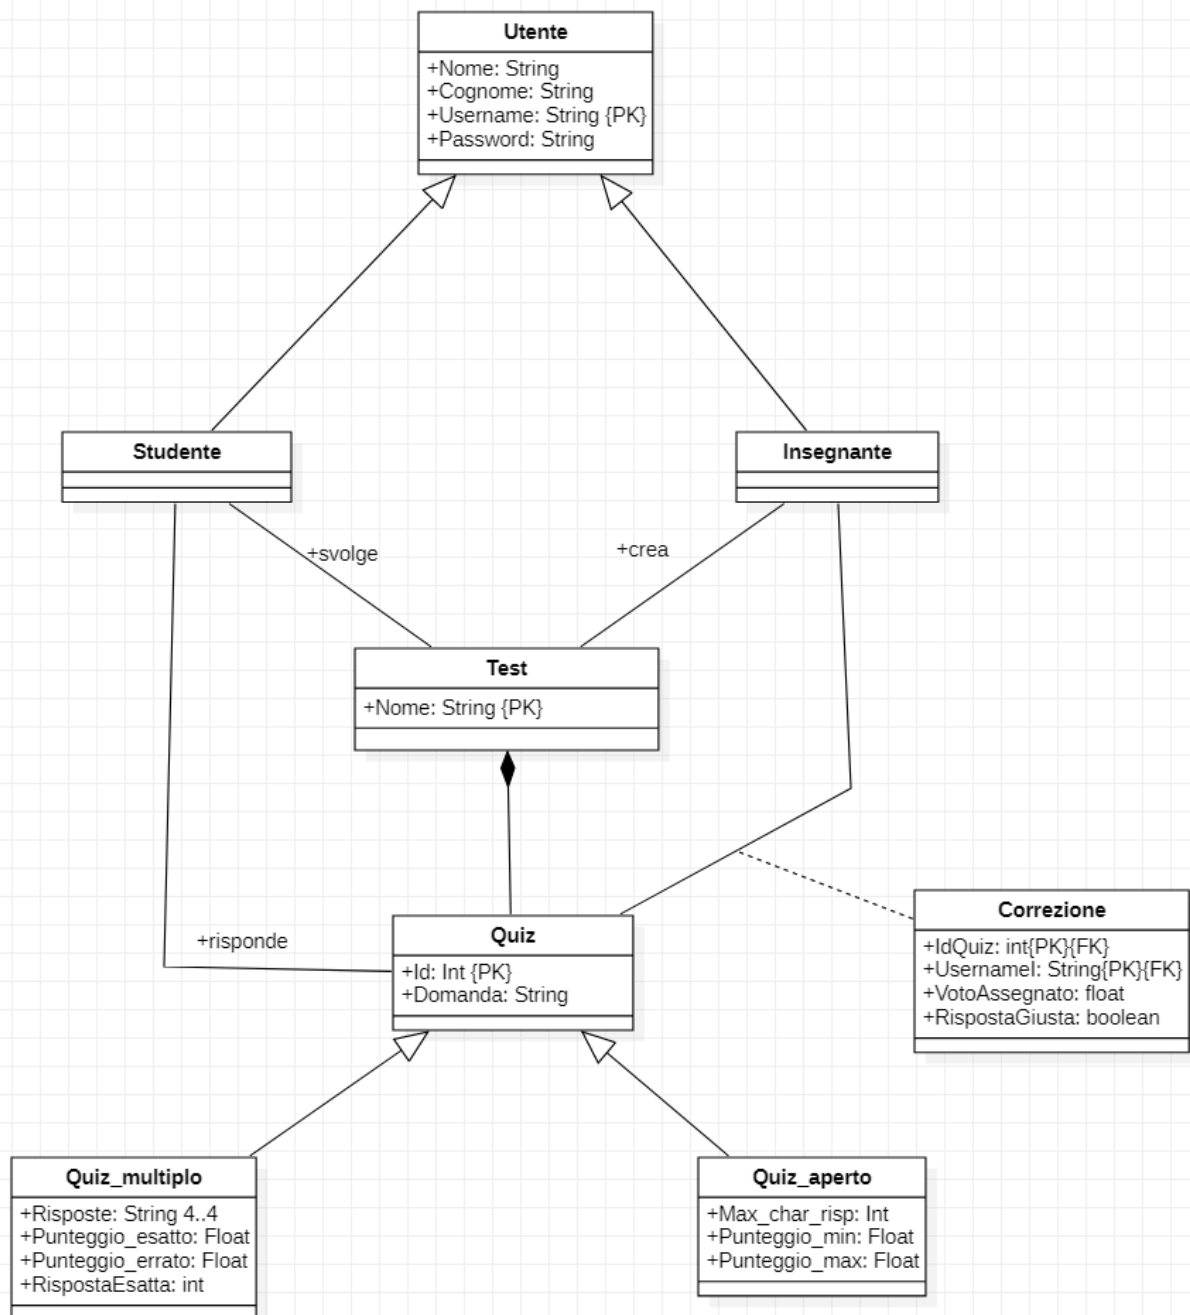 Utente
+Nome: String
+Cognome: String
+Username: String {PK}
+Password: String
Studente
Insegnante
+svolge
+crea
Test
+Nome: String {PK}
+risponde
Quiz
+Id: Int {PK}
+Domanda: String
Correzione
+IdQuiz: int{PK}{FK}
+UsernameI: String{PK}{FK}
+VotoAssegnato: float
+RispostaGiusta: boolean
Quiz_multiplo
+Risposte: String 4..4
+Punteggio_esatto: Float
+Punteggio_errato: Float
+RispostaEsatta: int
Quiz_aperto
+Max_char_risp: Int
+Punteggio_min: Float
+Punteggio_max: Float